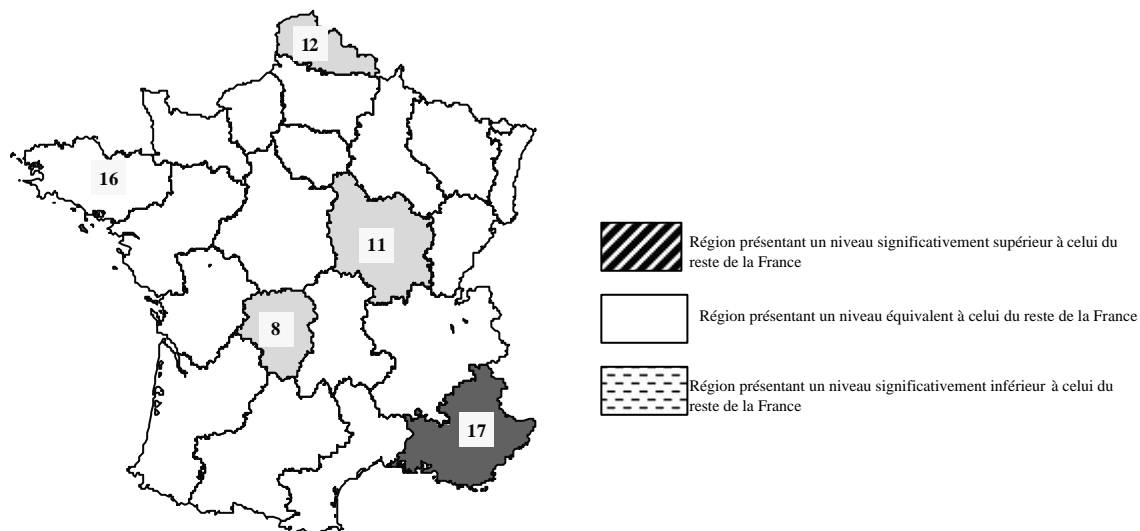 12
16
11
8
17
Région présentant un niveau significativement supérieur à celui du
reste de la France
Région présentant un niveau équivalent à celui du reste de la France
Région présentant un niveau significativement inférieur à celui du
reste de la France